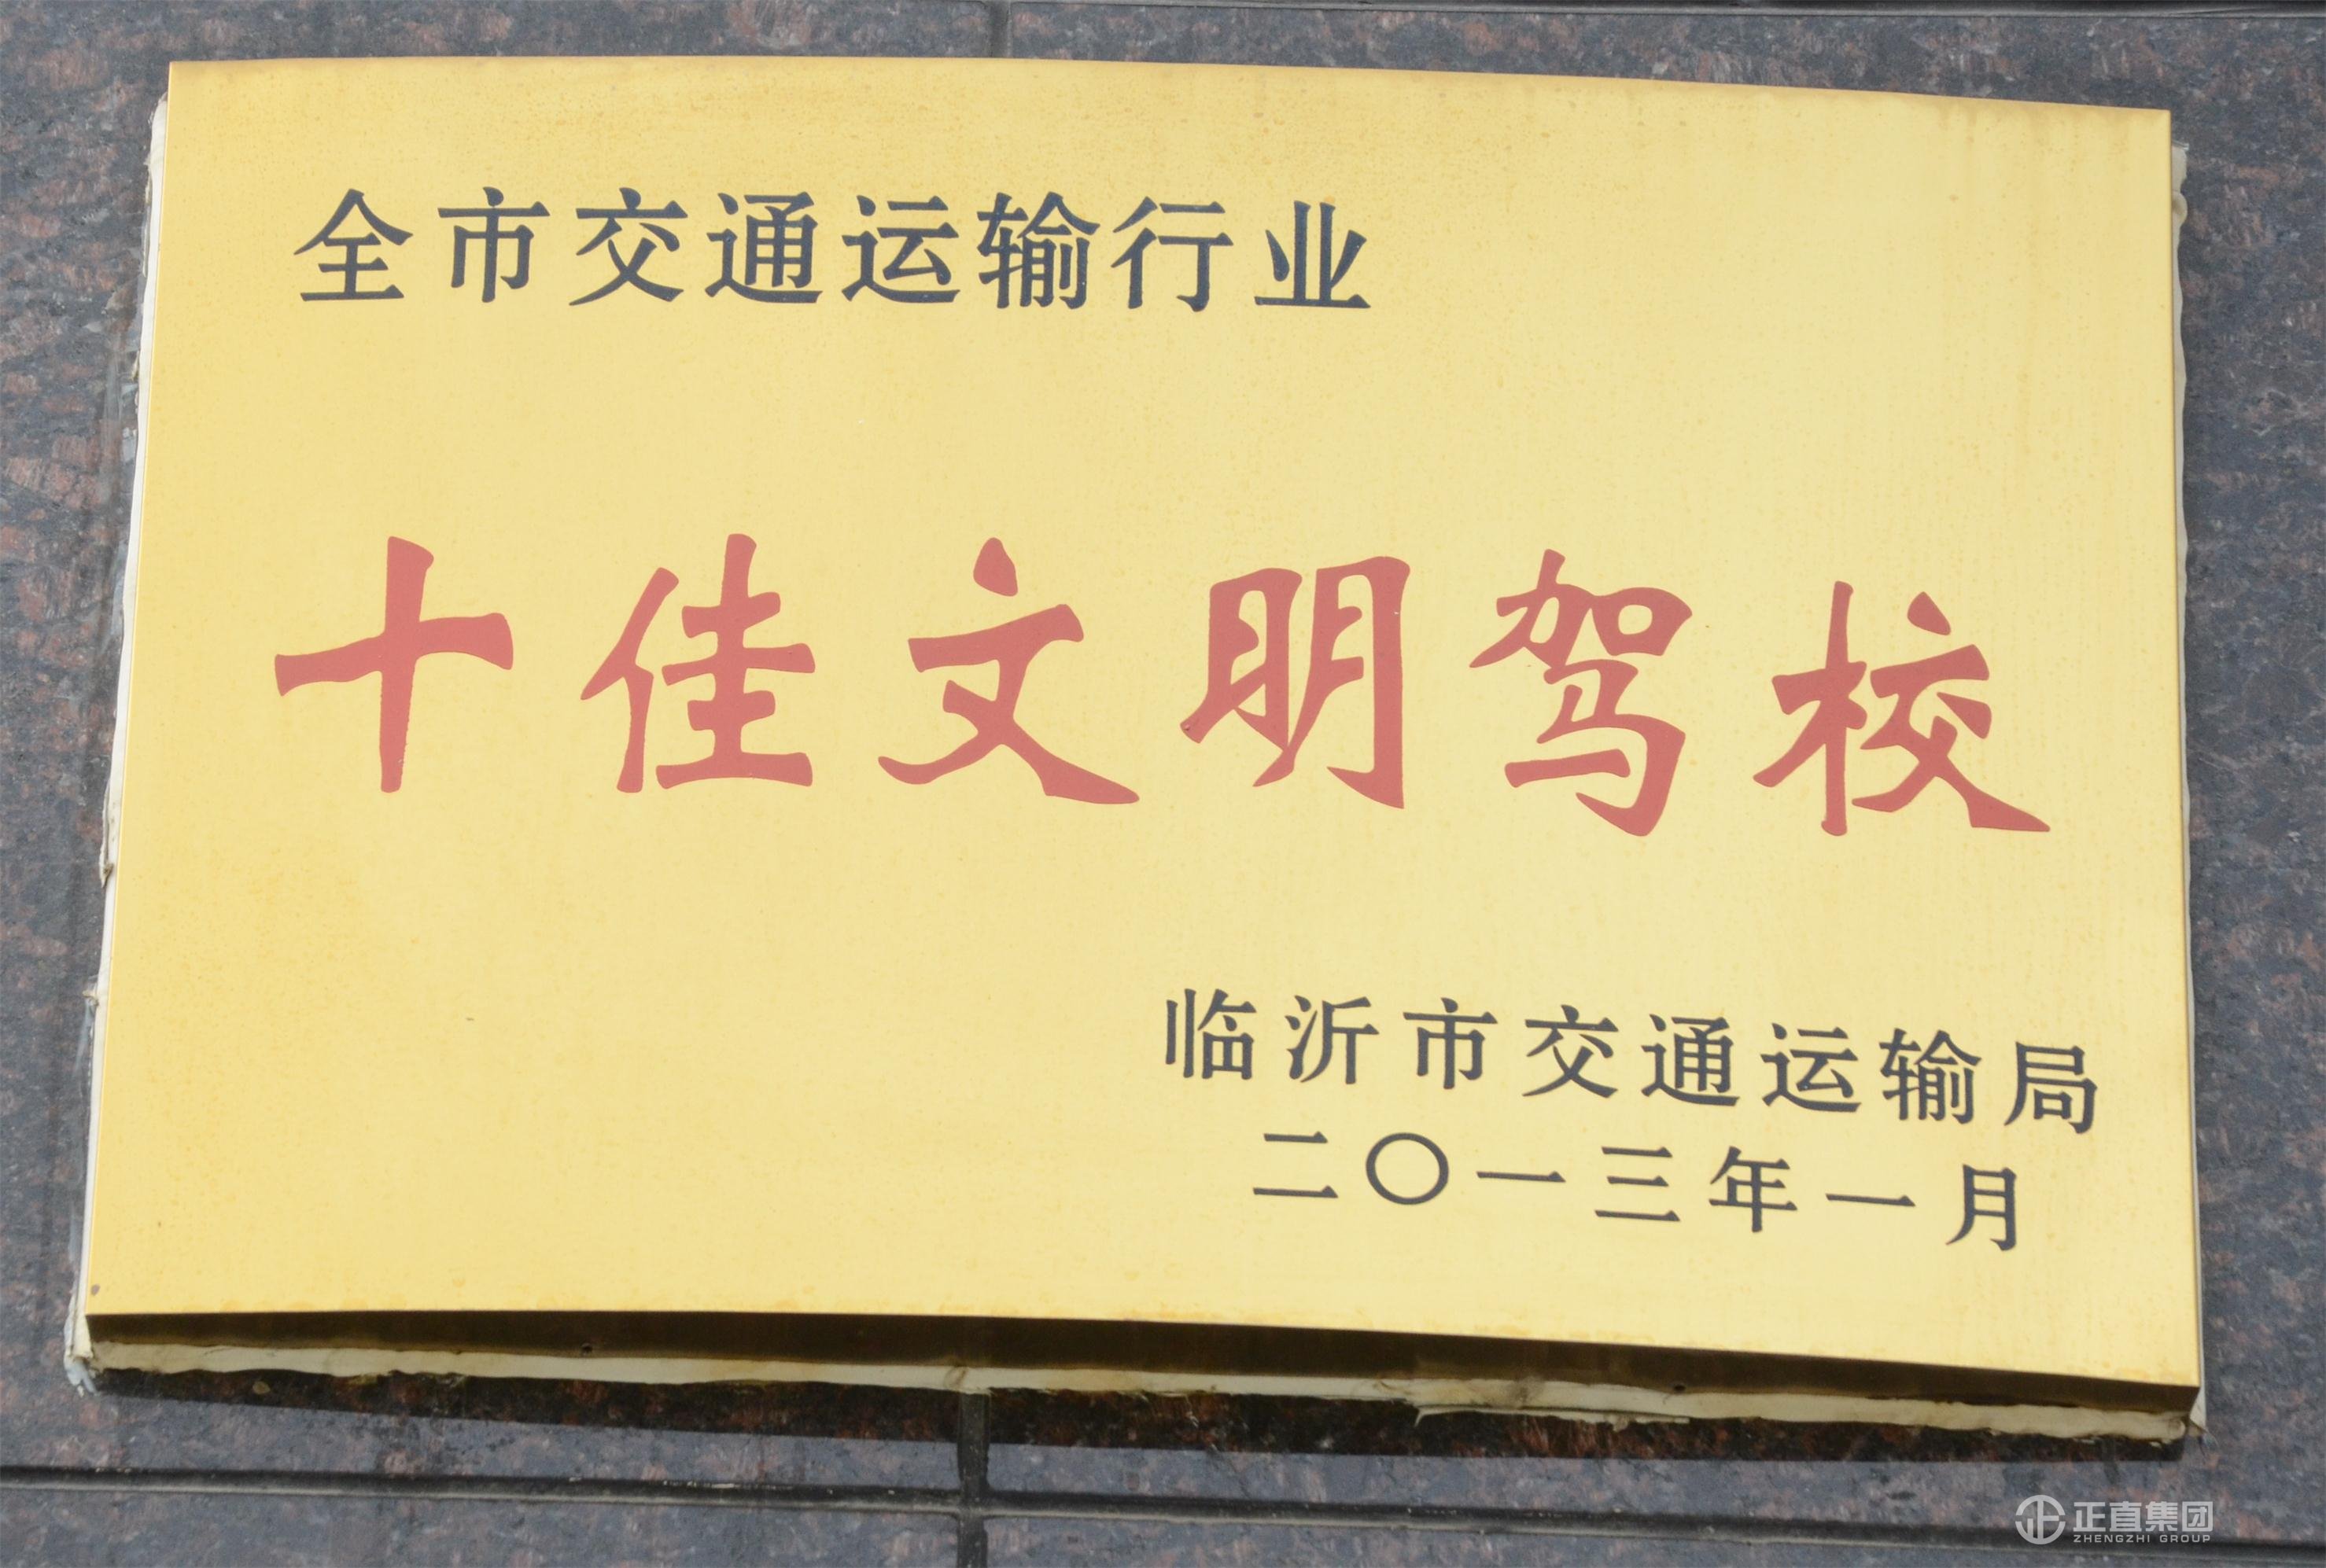 全市交通运输行业
十佳文明驾校
临沂市交通运输局
二〇一三年一月
正直集团
ZHENGZHI GROUP